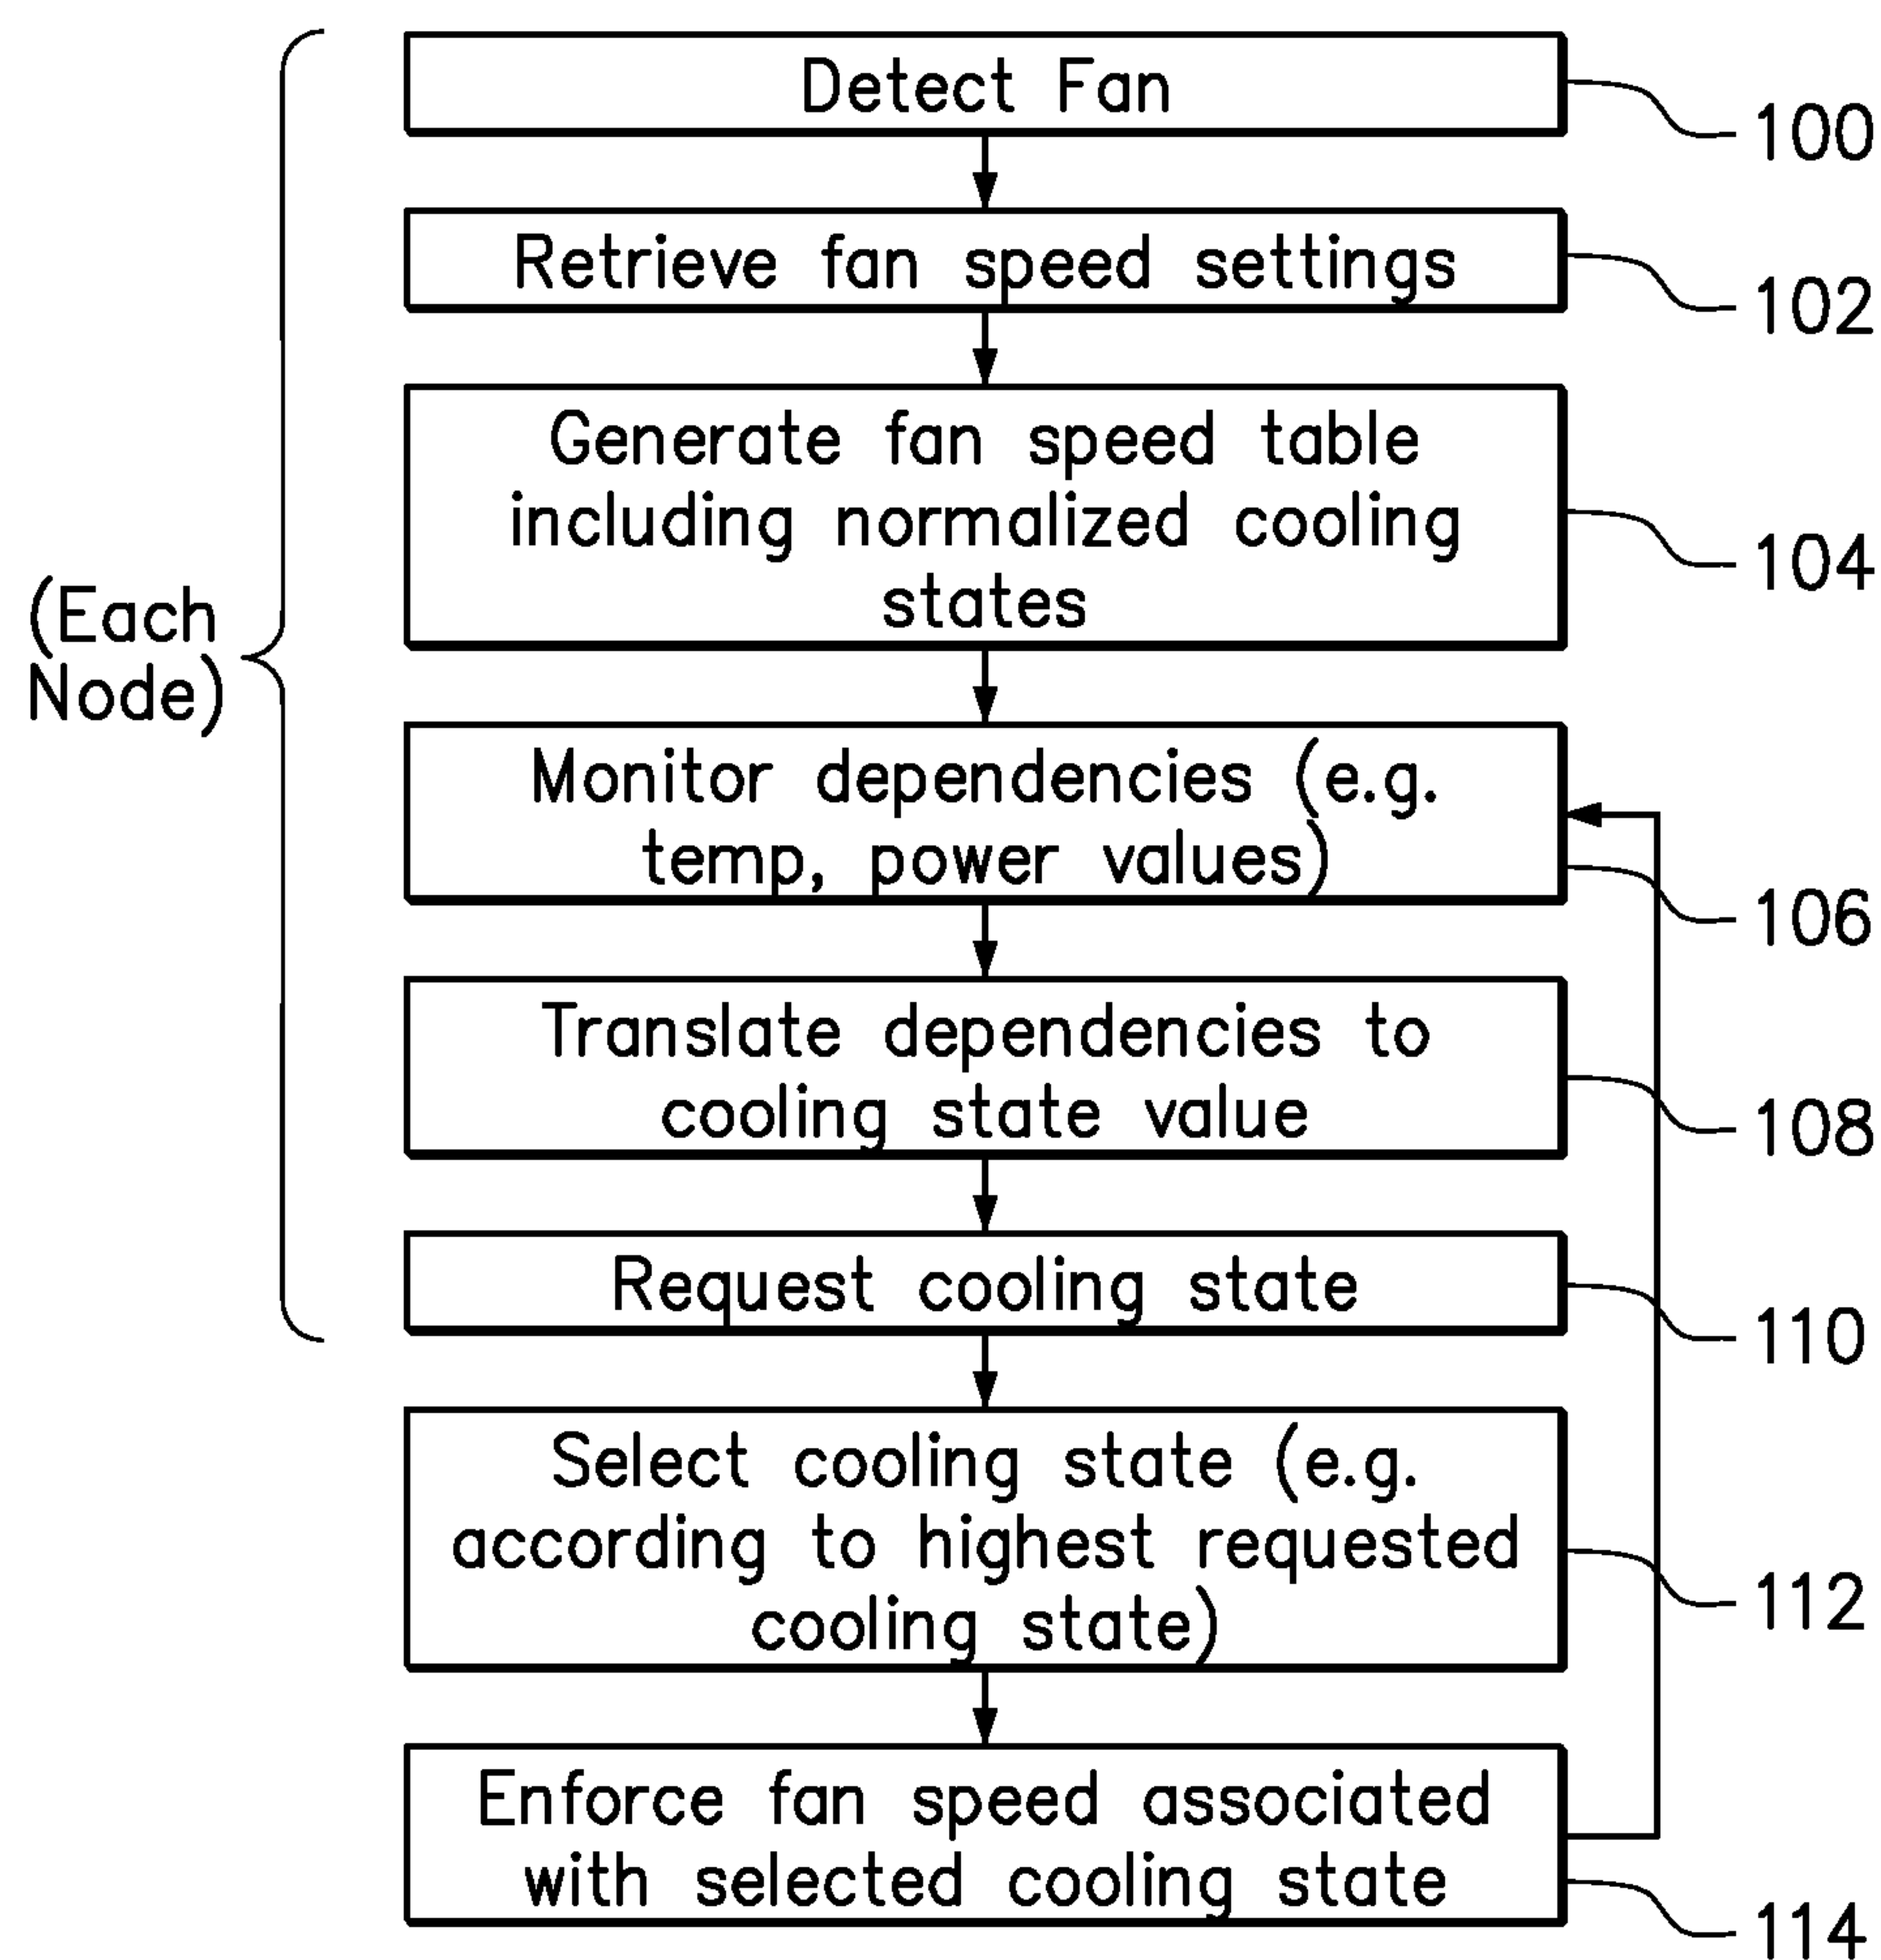 Detect Fan
100
Retrieve fan speed settings
102
Generate fan speed table
including normalized cooling
states
104
(Each
Node)
Monitor dependencies (e.g.
temp, power values)
106
Translate dependencies to
cooling state value
108
Request cooling state
110
Select cooling state (e.g.
according to highest requested
cooling state)
112
Enforce fan speed associated
with selected cooling state
114